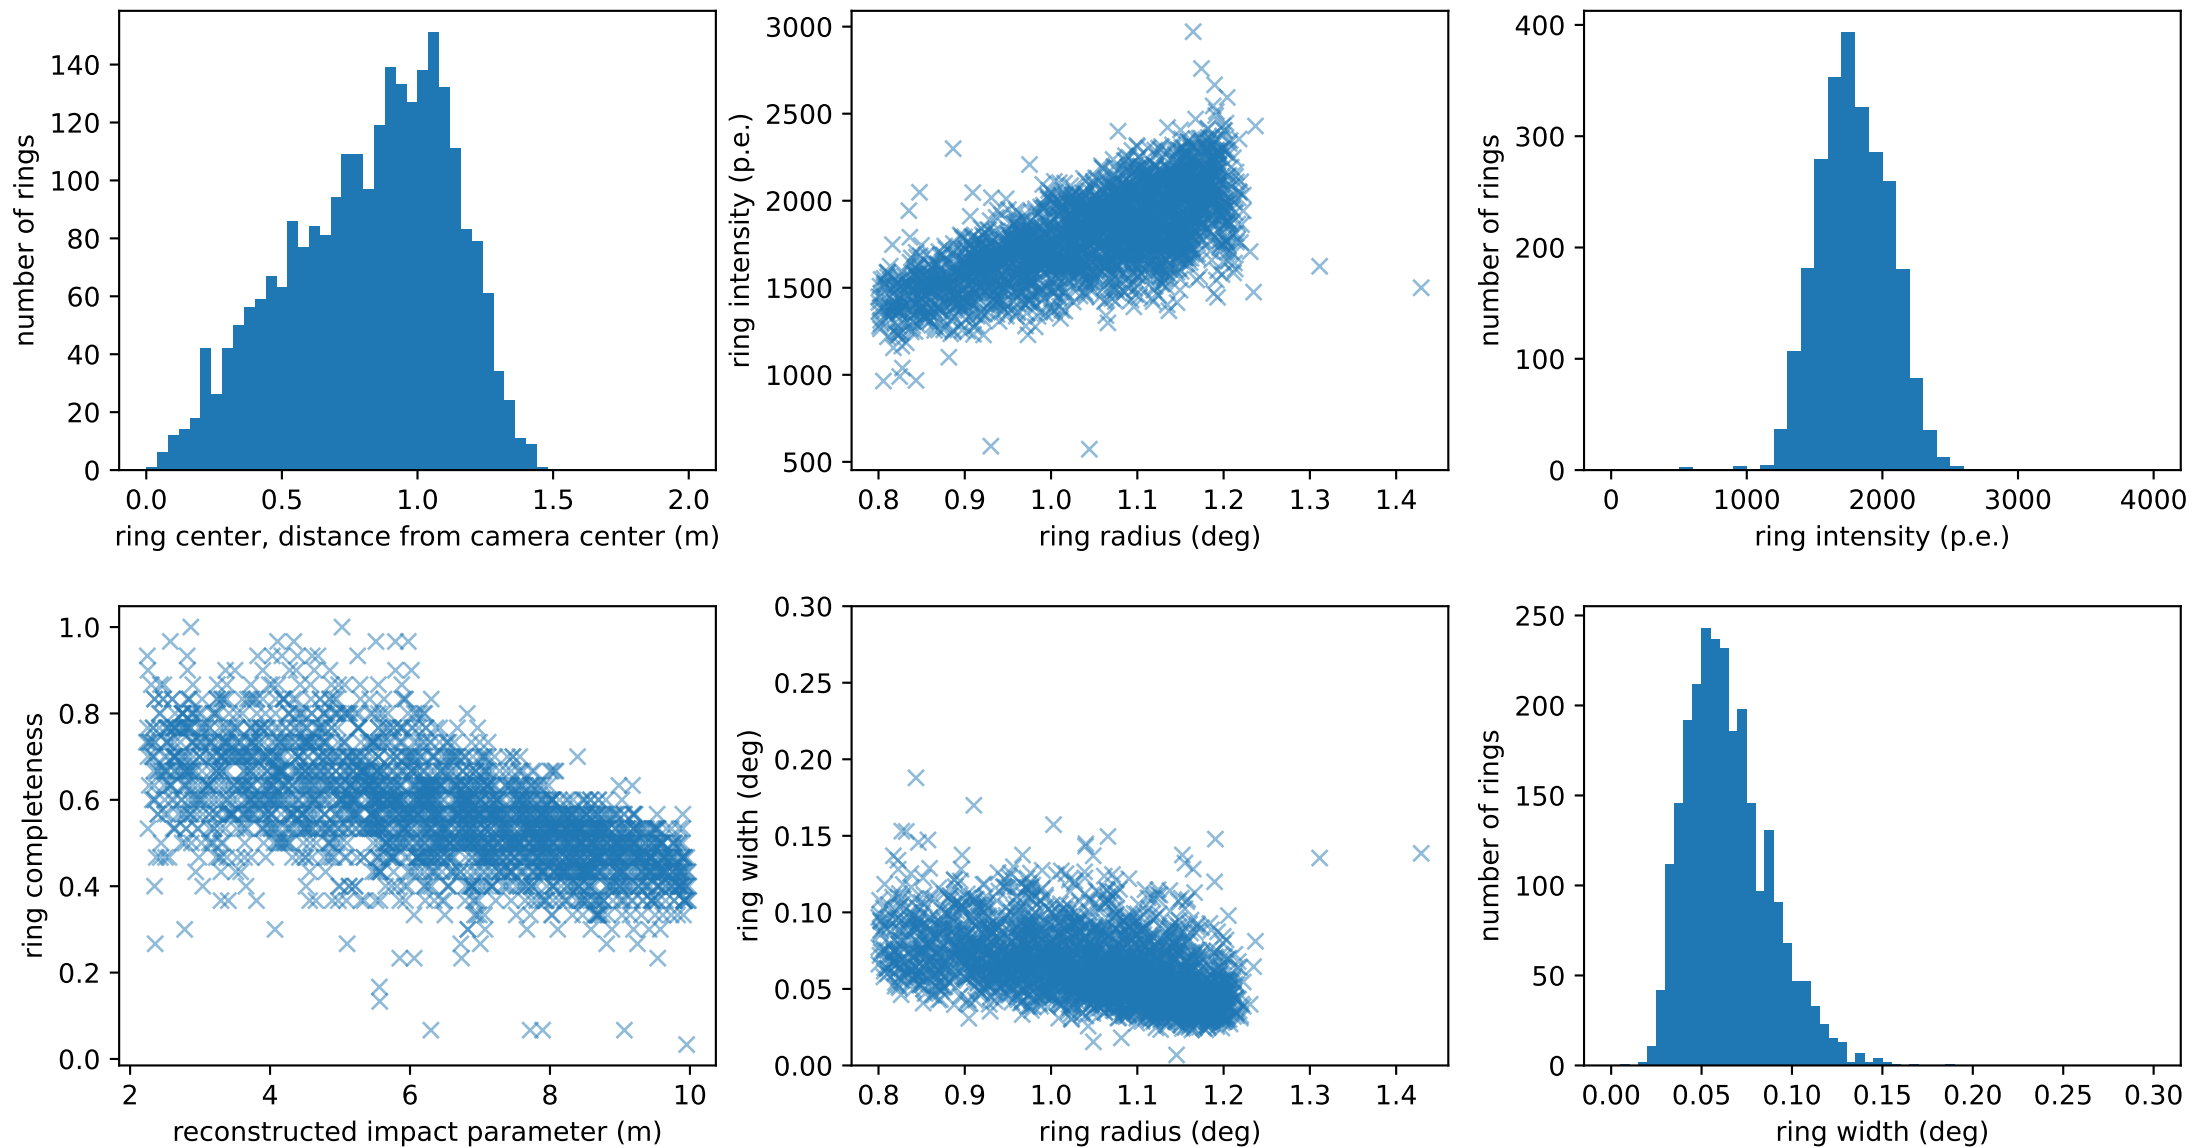 number of rings
0
20
40
60
80
100
120
140
0.0 0.5 1.0 1.5 2.0
ring center, distance from camera center (m)
ring intensity (p.e.)
500
1000
1500
2000
2500
3000
0.8 0.9 1.0 1.1 1.2 1.3 1.4
ring radius (deg)
number of rings
0
100
200
300
400
0 1000 2000 3000 4000
ring intensity (p.e.)
ring completeness
0.0
0.2
0.4
0.6
0.8
1.0
2 4 6 8 10
reconstructed impact parameter (m)
ring width (deg)
0.00
0.05
0.10
0.15
0.20
0.25
0.30
0.8 0.9 1.0 1.1 1.2 1.3 1.4
ring radius (deg)
number of rings
0
50
100
150
200
250
0.00 0.05 0.10 0.15 0.20 0.25 0.30
ring width (deg)